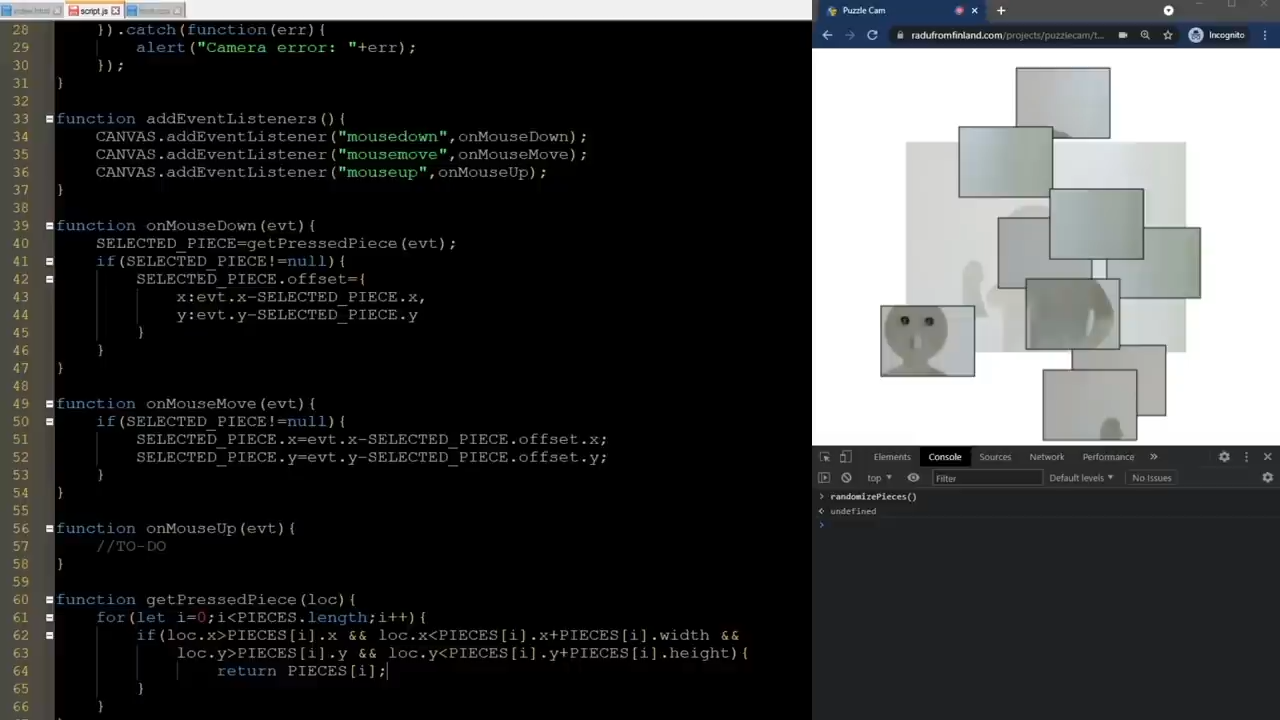 index.html
script.js
28 }).catch(function(err){
29 alert("Camera error: "+err);
30 });
31 }
32
33 function addEventListeners(){
34 CANVAS.addEventListener("mousedown",onMouseDown);
35 CANVAS.addEventListener("mousemove",onMouseMove);
36 CANVAS.addEventListener("mouseup",onMouseUp);
37 }
38
39 function onMouseDown(evt){
40 SELECTED_PIECE=getPressedPiece(evt);
41 if(SELECTED_PIECE!=null){
42 SELECTED_PIECE.offset={
43 x:evt.x-SELECTED_PIECE.x,
44 y:evt.y-SELECTED_PIECE.y
45 }
46 }
47 }
48
49 function onMouseMove(evt){
50 if(SELECTED_PIECE!=null){
51 SELECTED_PIECE.x=evt.x-SELECTED_PIECE.offset.x;
52 SELECTED_PIECE.y=evt.y-SELECTED_PIECE.offset.y;
53 }
54 }
55
56 function onMouseUp(evt){
57 //TO-DO
58 }
59
60 function getPressedPiece(loc){
61 for(let i=0;i<PIECES.length;i++){
62 if(loc.x>PIECES[i].x && loc.x<PIECES[i].x+PIECES[i].width &&
63 loc.y>PIECES[i].y && loc.y<PIECES[i].y+PIECES[i].height){
64 return PIECES[i];
65 }
66 }
Puzzle Cam
radufromfinland.com/projects/puzzlecam/t...
Incognito
Elements Console Sources Network Performance
top Filter Default levels No Issues
randomizePieces()
undefined